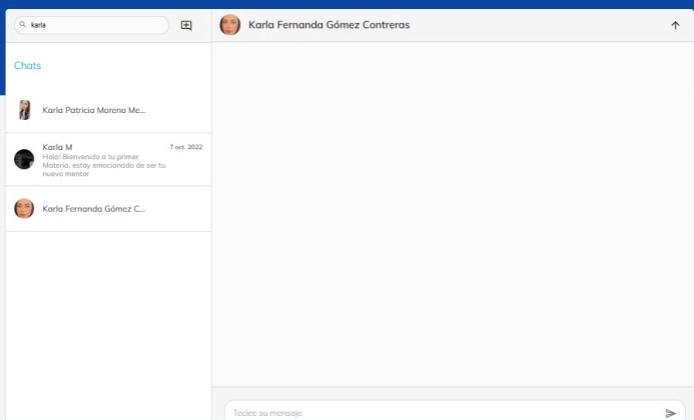 karla
Karla Fernanda Gómez Contreras
Chats
Karla Patricia Moreno Me...
Karla M
7 oct. 2022
Hola! Bienvenido a tu primer
Materia, estoy emocionado de ser tu
nuevo mentor
Karla Fernanda Gómez C...
Teclee su mensaje